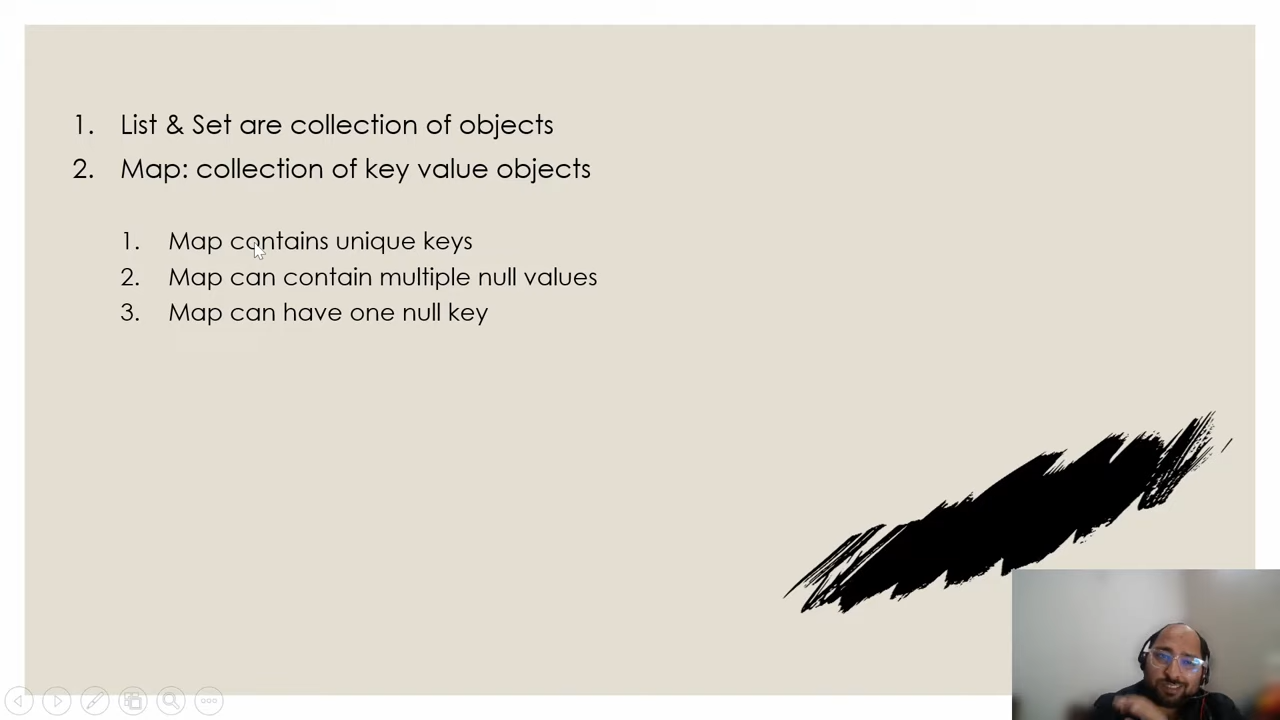 1. List & Set are collection of objects
2. Map: collection of key value objects
1. Map contains unique keys
2. Map can contain multiple null values
3. Map can have one null key